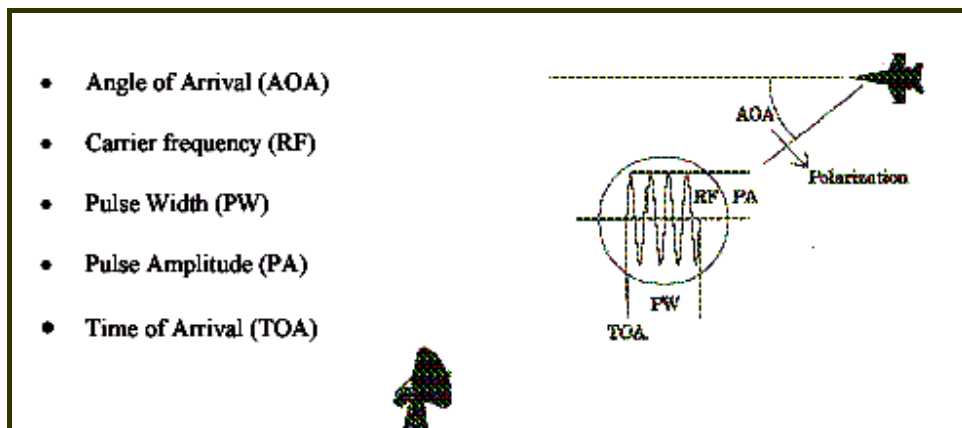 • Angle of Arrival (AOA)
• Carrier frequency (RF)
• Pulse Width (PW)
• Pulse Amplitude (PA)
• Time of Arrival (TOA)
AOA
Polarization
RF PA
PW
TOA.